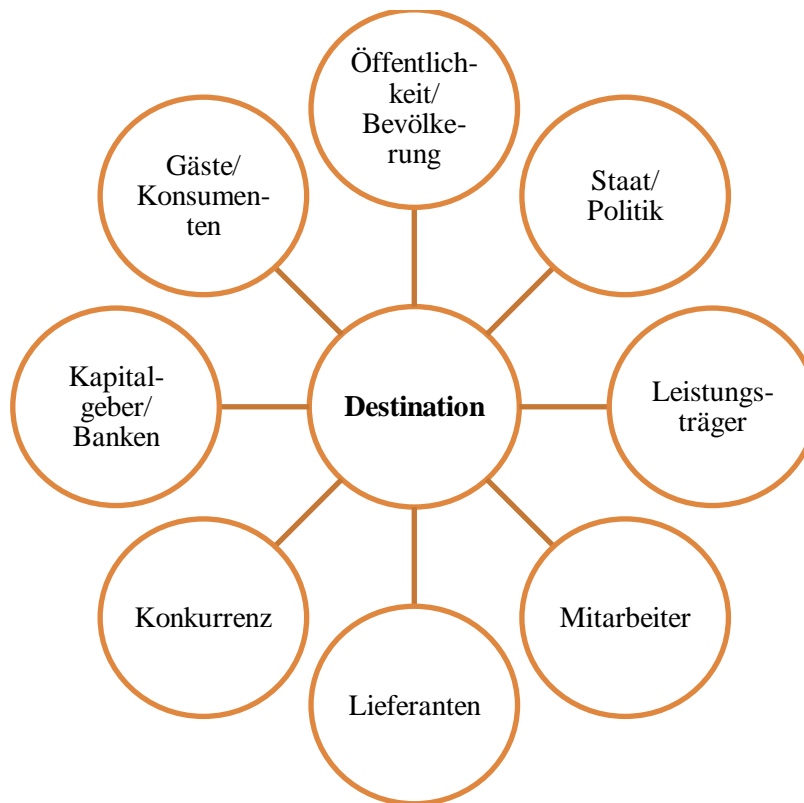 Öffentlich-
keit/
Bevölke-
rung
Staat/
Politik
Leistungs-
träger
Mitarbeiter
Lieferanten
Konkurrenz
Kapital-
geber/
Banken
Gäste/
Konsumen-
ten
Destination